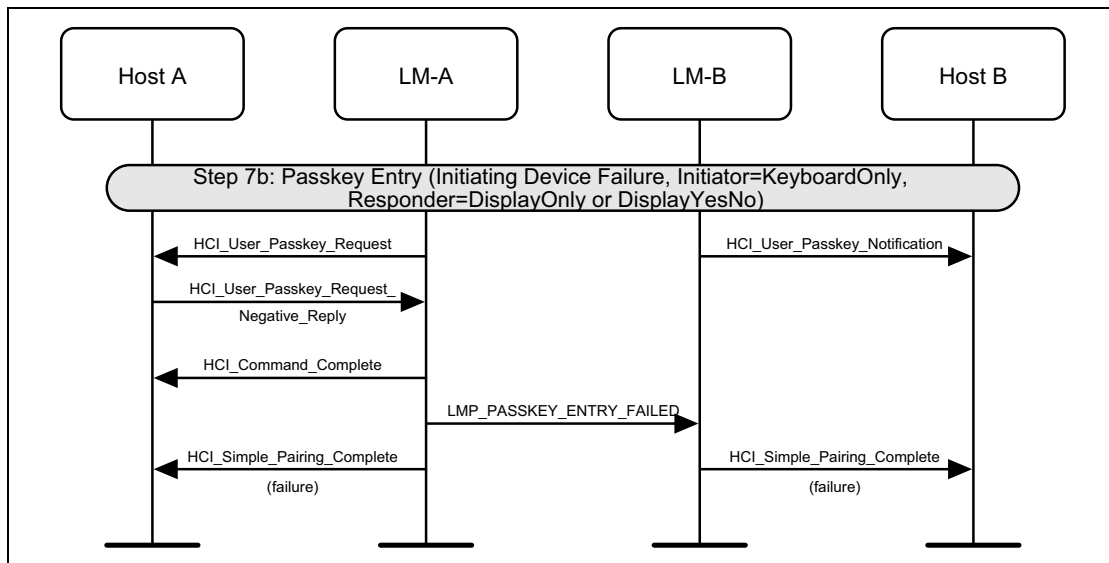 Host A
LM-A
LM-B
Host B
Step 7b: Passkey Entry (Initiating Device Failure, Initiator=KeyboardOnly,
Responder=DisplayOnly or DisplayYesNo)
HCI_User_Passkey_Request
HCI_User_Passkey_Notification
HCI_User_Passkey_Request_
Negative_Reply
HCI_Command_Complete
LMP_PASSKEY_ENTRY_FAILED
HCI_Simple_Pairing_Complete
(failure)
HCI_Simple_Pairing_Complete
(failure)